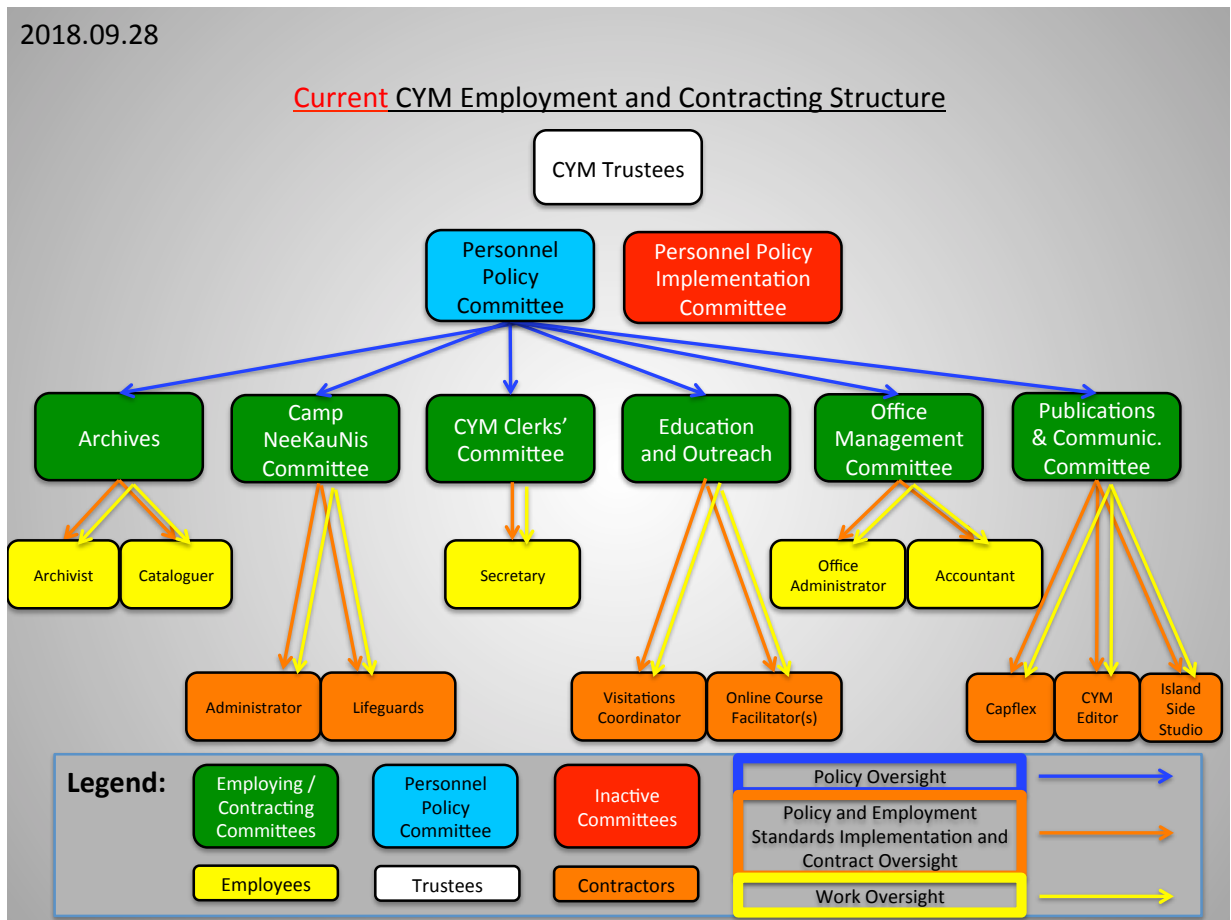 2018.09.28
Current CYM Employment and Contracting Structure
CYM Trustees
Personnel
Policy
Committee
Personnel Policy
Implementation
Committee
Archives
Camp
NeeKauNis
Committee
CYM Clerks’
Committee
Education
and Outreach
Office
Management
Committee
Publications
& Communic.
Committee
Archivist
Cataloguer
Secretary
Office
Administrator
Accountant
Administrator
Lifeguards
Visitations
Coordinator
Online Course
Facilitator(s)
Capflex
CYM
Editor
Island
Side
Studio
Legend:
Employing /
Contracting
Committees
Personnel
Policy
Committee
Inactive
Committees
Employees
Trustees
Contractors
Policy Oversight
Policy and Employment
Standards Implementation and
Contract Oversight
Work Oversight